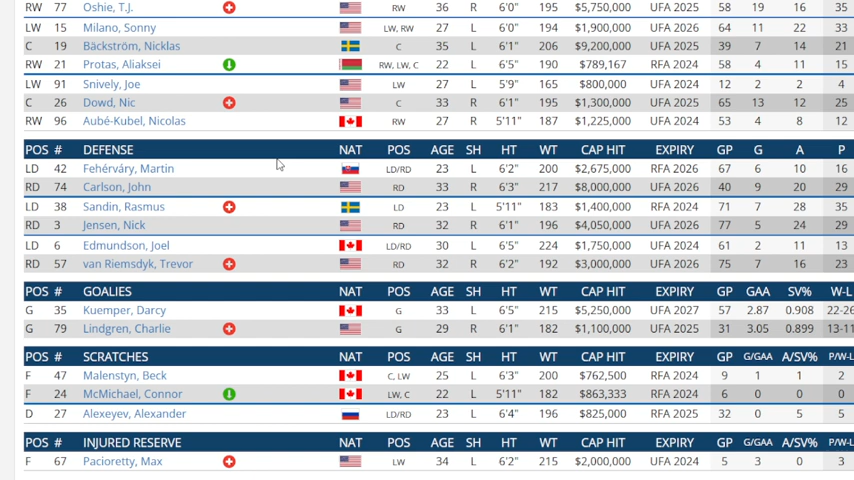 RW 77 Oshie, T.J. RW 36 R 6'0" 195 $5,750,000 UFA 2025 58 19 16 35
LW 15 Milano, Sonny LW, RW 27 L 6'0" 194 $1,900,000 UFA 2026 64 11 22 33
C 19 Bäckström, Nicklas C 35 L 6'1" 206 $9,200,000 UFA 2025 39 7 14 21
RW 21 Protas, Aliaksei RW, LW, C 22 L 6'5" 190 $789,167 RFA 2024 58 4 11 15
LW 91 Snively, Joe LW 27 L 5'9" 165 $800,000 UFA 2024 12 2 2 4
C 26 Dowd, Nic C 33 R 6'1" 195 $1,300,000 UFA 2025 65 13 12 25
RW 96 Aubé-Kubel, Nicolas RW 27 R 5'11" 187 $1,225,000 UFA 2024 53 4 8 12
POS # DEFENSE NAT POS AGE SH HT WT CAP HIT EXPIRY GP G A P
LD 42 Fehérváry, Martin LD/RD 23 L 6'2" 200 $2,675,000 RFA 2026 67 6 10 16
RD 74 Carlson, John RD 33 R 6'3" 217 $8,000,000 UFA 2026 40 9 20 29
LD 38 Sandin, Rasmus LD 23 L 5'11" 183 $1,400,000 RFA 2024 71 7 28 35
RD 3 Jensen, Nick RD 32 R 6'1" 196 $4,050,000 UFA 2026 77 5 24 29
LD 6 Edmundson, Joel LD/RD 30 L 6'5" 224 $1,750,000 UFA 2024 61 2 11 13
RD 57 van Riemsdyk, Trevor RD 32 R 6'2" 192 $3,000,000 UFA 2026 75 7 16 23
POS # GOALIES NAT POS AGE SH HT WT CAP HIT EXPIRY GP GAA SV% W-L
G 35 Kuemper, Darcy G 33 L 6'5" 215 $5,250,000 UFA 2027 57 2.87 0.908 22-26
G 79 Lindgren, Charlie G 29 R 6'1" 182 $1,100,000 UFA 2025 31 3.05 0.899 13-11
POS # SCRATCHES NAT POS AGE SH HT WT CAP HIT EXPIRY GP G/GAA A/SV% P/W-L
F 47 Malenstyn, Beck C, LW 25 L 6'3" 200 $762,500 RFA 2024 9 1 1 2
F 24 McMichael, Connor LW, C 22 L 5'11" 182 $863,333 RFA 2024 6 0 0 0
D 27 Alexeyev, Alexander LD/RD 23 L 6'4" 196 $825,000 RFA 2025 32 0 5 5
POS # INJURED RESERVE NAT POS AGE SH HT WT CAP HIT EXPIRY GP G/GAA A/SV% P/W-L
F 67 Pacioretty, Max LW 34 L 6'2" 215 $2,000,000 UFA 2024 5 3 0 3